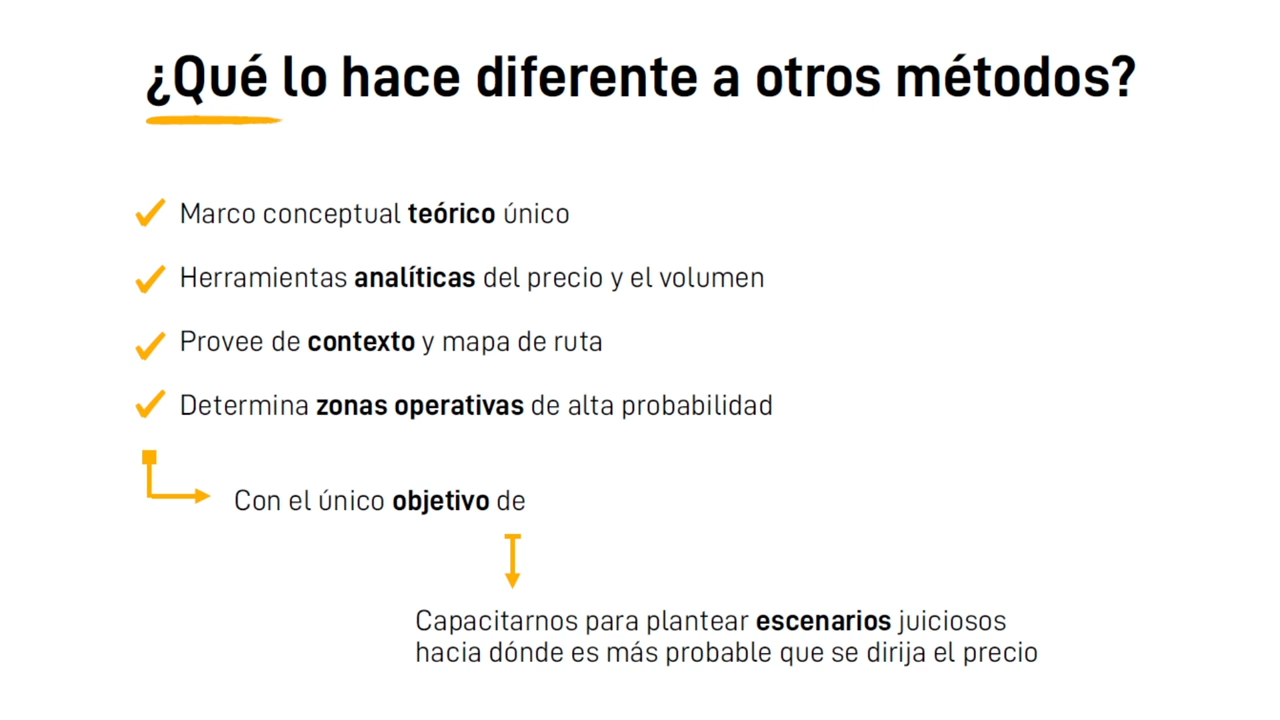 ¿Qué lo hace diferente a otros métodos?
Marco conceptual teórico único
Herramientas analíticas del precio y el volumen
Provee de contexto y mapa de ruta
Determina zonas operativas de alta probabilidad
Con el único objetivo de
Capacitarnos para plantear escenarios juiciosos
hacia dónde es más probable que se dirija el precio